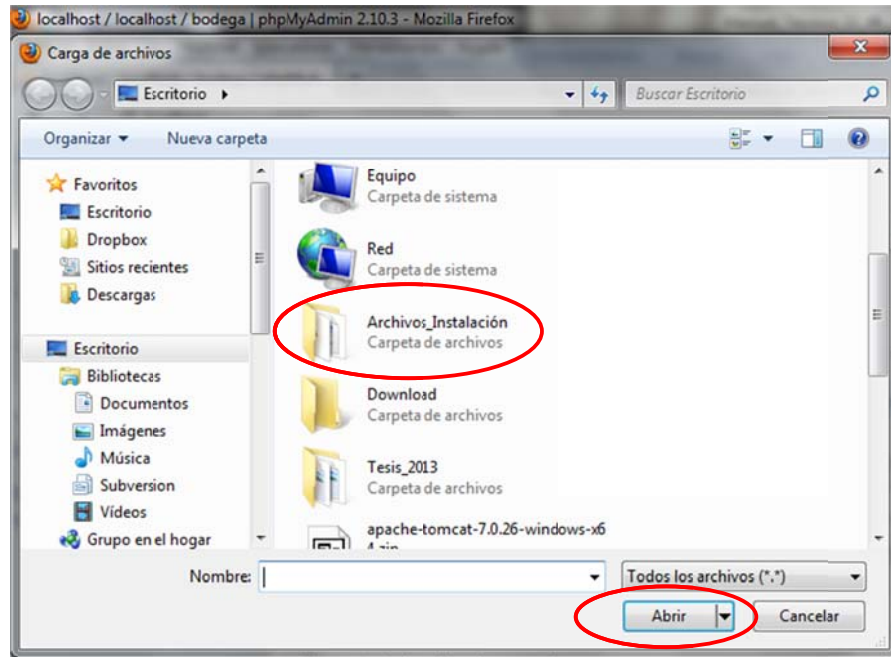 localhost / localhost / bodega | phpMyAdmin 2.10.3 - Mozilla Firefox
Carga de archivos
Escritorio
Buscar Escritorio
Organizar
Nueva carpeta
Favoritos
Escritorio
Dropbox
Sitios recientes
Descargas
Escritorio
Bibliotecas
Documentos
Imágenes
Música
Subversion
Vídeos
Grupo en el hogar
Equipo
Carpeta de sistema
Red
Carpeta de sistema
Archivos_Instalación
Carpeta de archivos
Download
Carpeta de archivos
Tesis_2013
Carpeta de archivos
apache-tomcat-7.0.26-windows-x6
4.zip
Nombre:
Todos los archivos (*.*)
Abrir
Cancelar